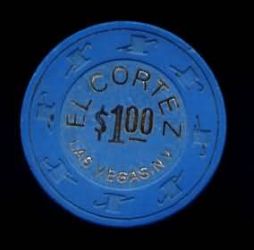 EL CORTEZ
$1.00
LAS VEGAS, NV